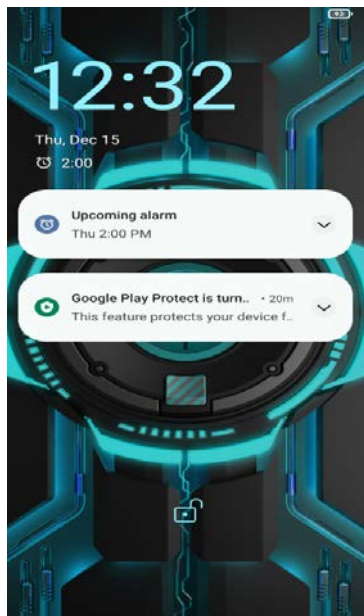 93
12:32
Thu, Dec 15
2:00
Upcoming alarm
Thu 2:00 PM
Google Play Protect is turn.. • 20m
This feature protects your device f..